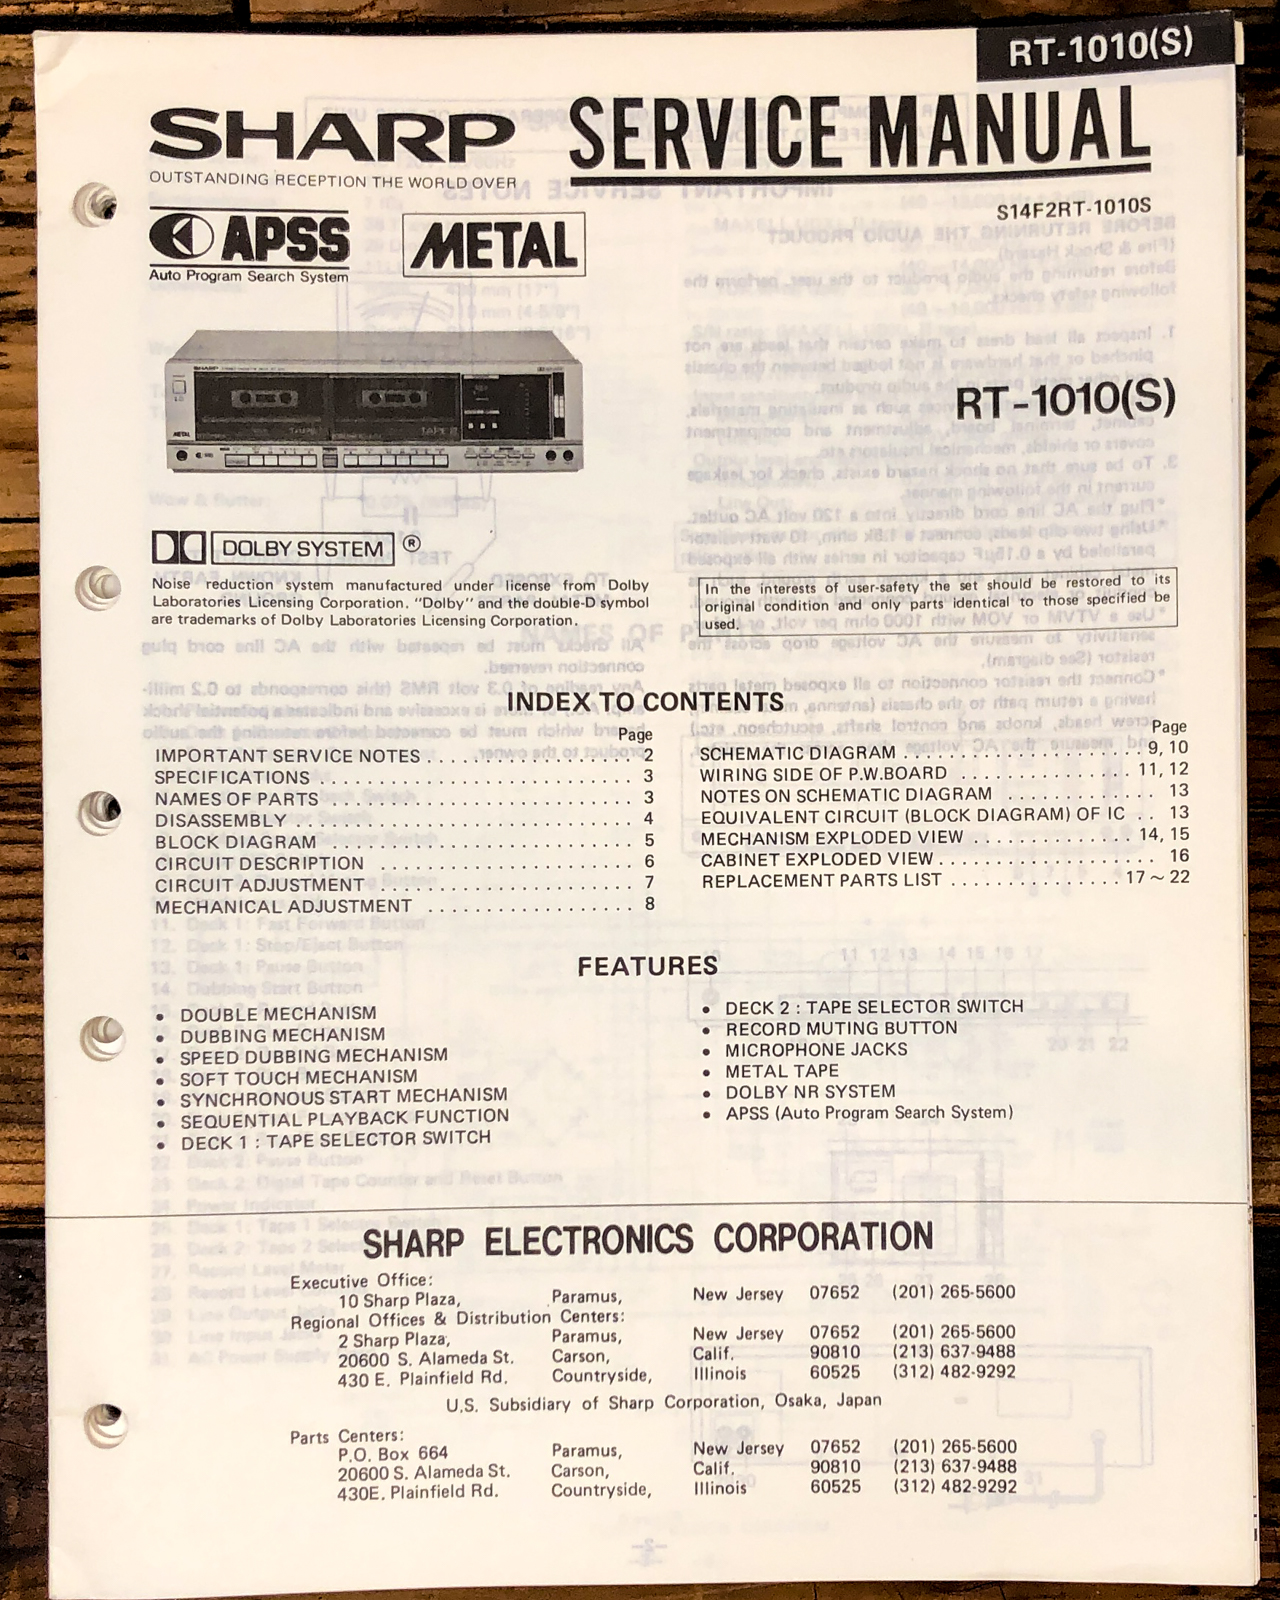 RT-1010(S)
SHARP SERVICE MANUAL
OUTSTANDING RECEPTION THE WORLD OVER
S14F2RT-1010S
APSS METAL
Auto Program Search System
RT-1010(S)
SHARP
METAL
TAPE 1
TAPE 2
DOLBY SYSTEM ®
Noise reduction system manufactured under license from Dolby
Laboratories Licensing Corporation. "Dolby" and the double-D symbol
are trademarks of Dolby Laboratories Licensing Corporation.
In the interests of user-safety the set should be restored to its
original condition and only parts identical to those specified be
used.
INDEX TO CONTENTS
Page
IMPORTANT SERVICE NOTES . . . . . . . . . . . . . . . . . . . . 2
SPECIFICATIONS . . . . . . . . . . . . . . . . . . . . . . . . . . . . 3
NAMES OF PARTS . . . . . . . . . . . . . . . . . . . . . . . . . . . 3
DISASSEMBLY . . . . . . . . . . . . . . . . . . . . . . . . . . . . . . 4
BLOCK DIAGRAM . . . . . . . . . . . . . . . . . . . . . . . . . . . 5
CIRCUIT DESCRIPTION . . . . . . . . . . . . . . . . . . . . . . . 6
CIRCUIT ADJUSTMENT . . . . . . . . . . . . . . . . . . . . . . . 7
MECHANICAL ADJUSTMENT . . . . . . . . . . . . . . . . . . . 8
Page
SCHEMATIC DIAGRAM . . . . . . . . . . . . . . . . . . . . . 9, 10
WIRING SIDE OF P.W.BOARD . . . . . . . . . . . . . . . 11, 12
NOTES ON SCHEMATIC DIAGRAM . . . . . . . . . . . . . 13
EQUIVALENT CIRCUIT (BLOCK DIAGRAM) OF IC . . 13
MECHANISM EXPLODED VIEW . . . . . . . . . . . . . . 14, 15
CABINET EXPLODED VIEW . . . . . . . . . . . . . . . . . . . 16
REPLACEMENT PARTS LIST . . . . . . . . . . . . . . . 17 ~ 22
FEATURES
• DOUBLE MECHANISM
• DUBBING MECHANISM
• SPEED DUBBING MECHANISM
• SOFT TOUCH MECHANISM
• SYNCHRONOUS START MECHANISM
• SEQUENTIAL PLAYBACK FUNCTION
• DECK 1 : TAPE SELECTOR SWITCH
• DECK 2 : TAPE SELECTOR SWITCH
• RECORD MUTING BUTTON
• MICROPHONE JACKS
• METAL TAPE
• DOLBY NR SYSTEM
• APSS (Auto Program Search System)
SHARP ELECTRONICS CORPORATION
Executive Office:
10 Sharp Plaza, Paramus, New Jersey 07652 (201) 265-5600
Regional Offices & Distribution Centers:
2 Sharp Plaza, Paramus, New Jersey 07652 (201) 265-5600
20600 S. Alameda St. Carson, Calif. 90810 (213) 637-9488
430 E. Plainfield Rd. Countryside, Illinois 60525 (312) 482-9292
U.S. Subsidiary of Sharp Corporation, Osaka, Japan
Parts Centers:
P.O. Box 664 Paramus, New Jersey 07652 (201) 265-5600
20600 S. Alameda St. Carson, Calif. 90810 (213) 637-9488
430E. Plainfield Rd. Countryside, Illinois 60525 (312) 482-9292